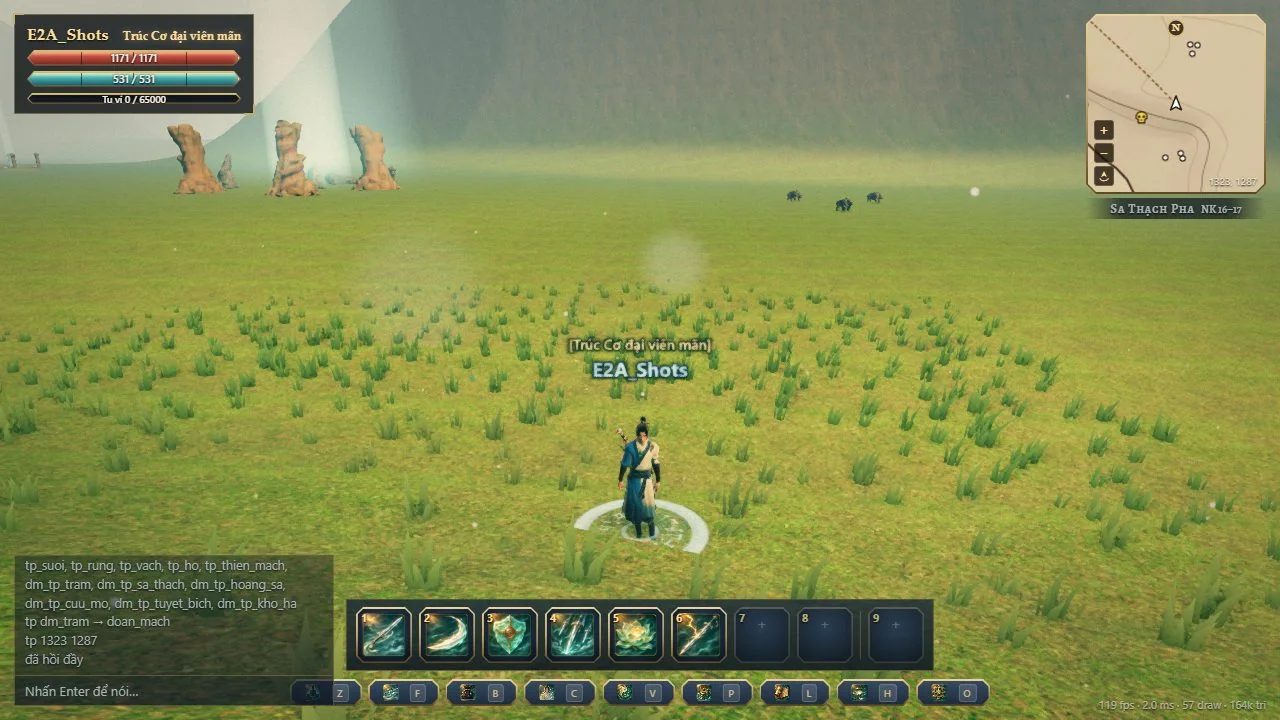 E2A_Shots Trúc Cơ đại viên mãn
1171 / 1171
531 / 531
Tu vi 0 / 65000
N
+
−
1323, 1287
Sa Thạch Pha NK16-17
[Trúc Cơ đại viên mãn]
E2A_Shots
tp_suoi, tp_rung, tp_vach, tp_ho, tp_thien_mach,
dm_tp_tram, dm_tp_sa_thach, dm_tp_hoang_sa,
dm_tp_cuu_mo, dm_tp_tuyet_bich, dm_tp_kho_ha
tp dm_tram → doan_mach
tp 1323 1287
đã hồi đầy
Nhấn Enter để nói...
1 2 3 4 5 6 7 + 8 + 9 +
Z F B C V P L H O
119 fps · 2.0 ms · 57 draw · 164k tri